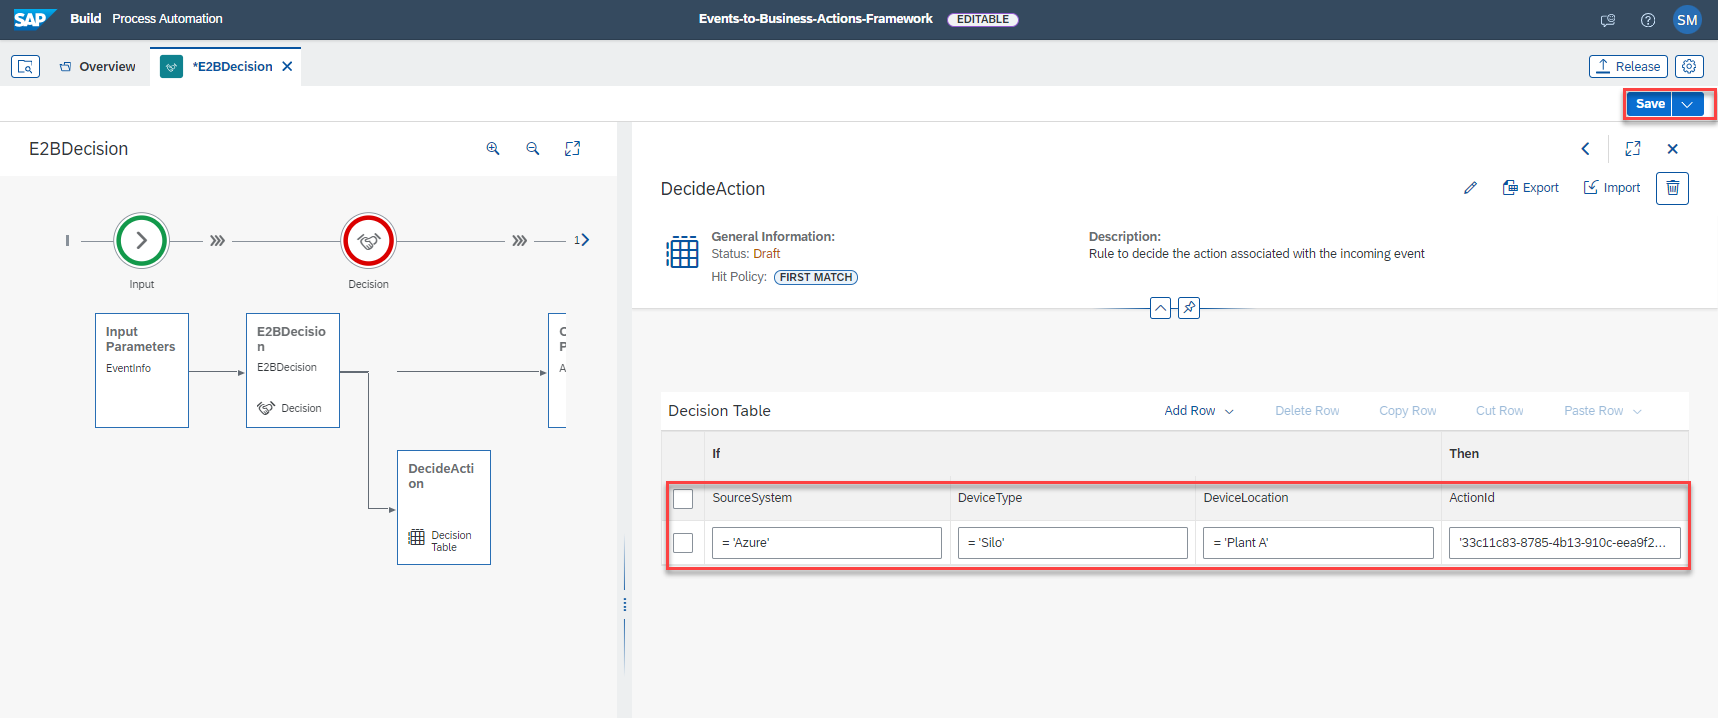 SAP Build Process Automation
Events-to-Business-Actions-Framework EDITABLE
SM
Overview
*E2BDecision
Release
Save
E2BDecision
1
Input
Decision
Input
Parameters
EventInfo
E2BDecisio
n
E2BDecision
Decision
DecideActi
on
Decision
Table
DecideAction
Export
Import
General Information:
Status: Draft
Hit Policy: FIRST MATCH
Description:
Rule to decide the action associated with the incoming event
Decision Table
Add Row
Delete Row
Copy Row
Cut Row
Paste Row
If
Then
SourceSystem
DeviceType
DeviceLocation
ActionId
= 'Azure'
= 'Silo'
= 'Plant A'
'33c11c83-8785-4b13-910c-eea9f2...